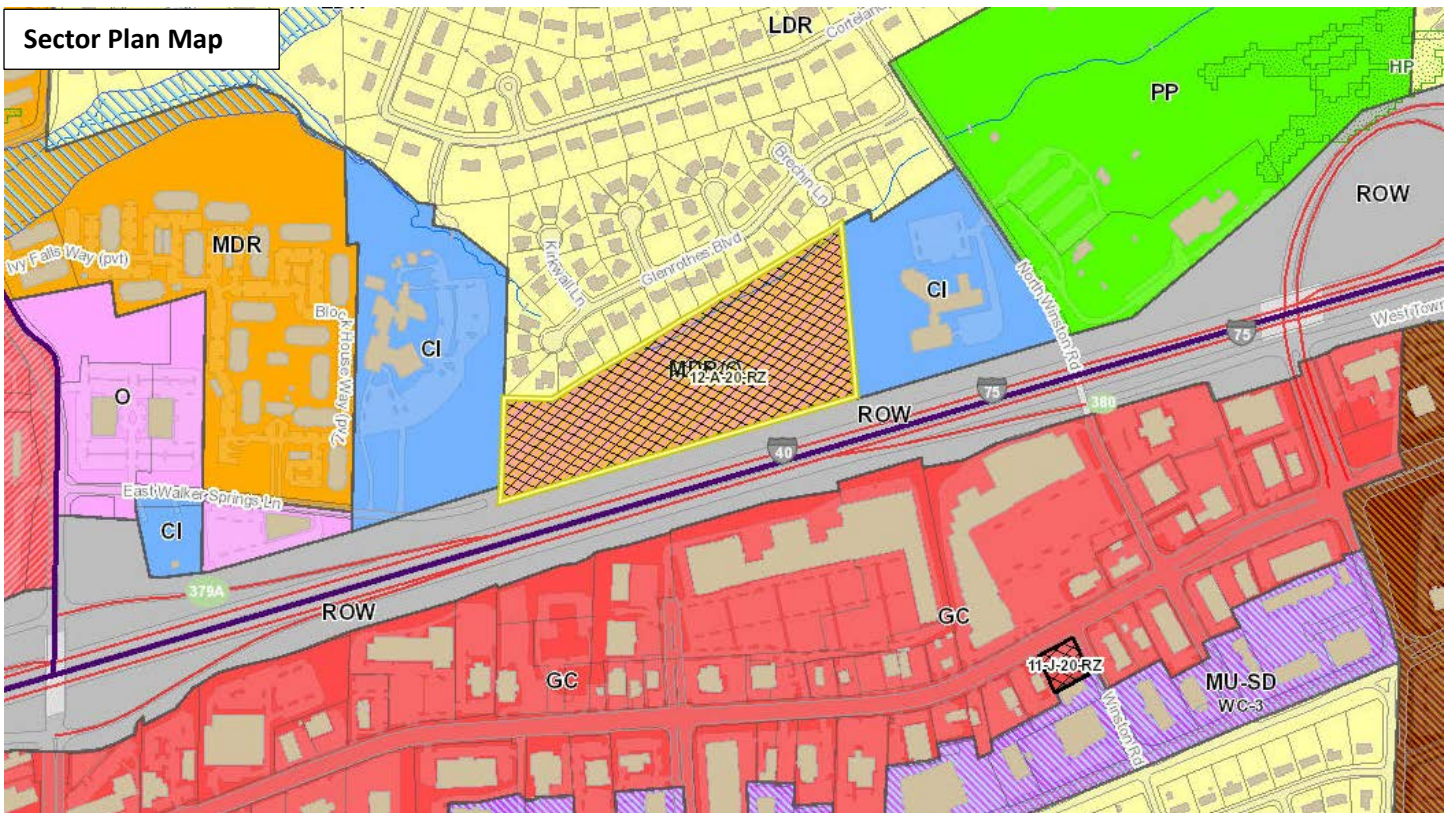 Sector Plan Map
LDR
Cortelano
PP
HP
ROW
MDR
Ivy Falls Way (pvt)
Block House Way (pvt)
CI
Brechin Ln
Kirkwall Ln
Glenrothes Blvd
CI
North Winston Rd
West Town
75
O
MDR/O
12-A-20-RZ
75
ROW
380
40
East Walker Springs Ln
CI
379A
ROW
GC
GC
11-J-20-RZ
MU-SD
WC-3
Winston Rd